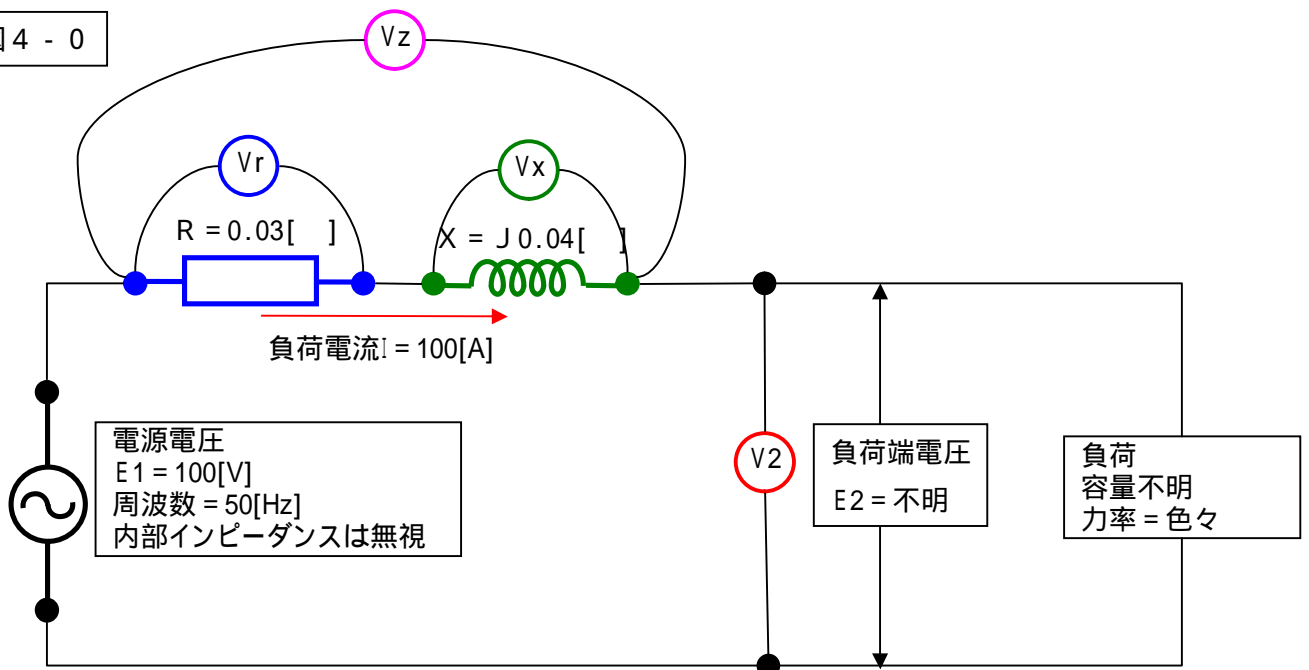 4 - 0
Vz
Vr
Vx
R = 0.03[ ]
X = J 0.04[ ]
負荷電流I = 100[A]
電源電圧
E1 = 100[V]
周波数 = 50[Hz]
内部インピーダンスは無視
V2
負荷端電圧
E2 = 不明
負荷
容量不明
力率 = 色々